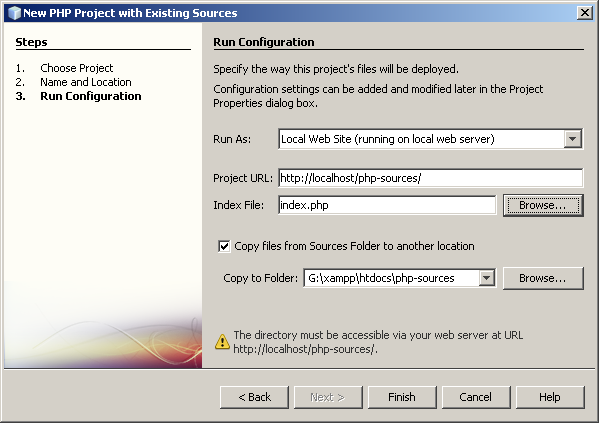 New PHP Project with Existing Sources
Steps
1. Choose Project
2. Name and Location
3. Run Configuration
Run Configuration
Specify the way this project's files will be deployed.
Configuration settings can be added and modified later in the Project
Properties dialog box.
Run As: Local Web Site (running on local web server)
Project URL: http://localhost/php-sources/
Index File: index.php Browse...
Copy files from Sources Folder to another location
Copy to Folder: G:\xampp\htdocs\php-sources Browse...
The directory must be accessible via your web server at URL
http://localhost/php-sources/.
< Back Next > Finish Cancel Help